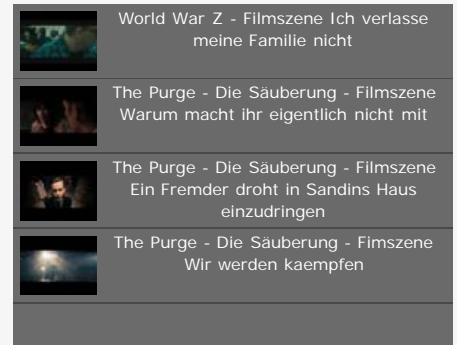 World War Z - Filmszene Ich verlasse
meine Familie nicht
The Purge - Die Säuberung - Filmszene
Warum macht ihr eigentlich nicht mit
The Purge - Die Säuberung - Filmszene
Ein Fremder droht in Sandins Haus
einzudringen
The Purge - Die Säuberung - Fimszene
Wir werden kaempfen